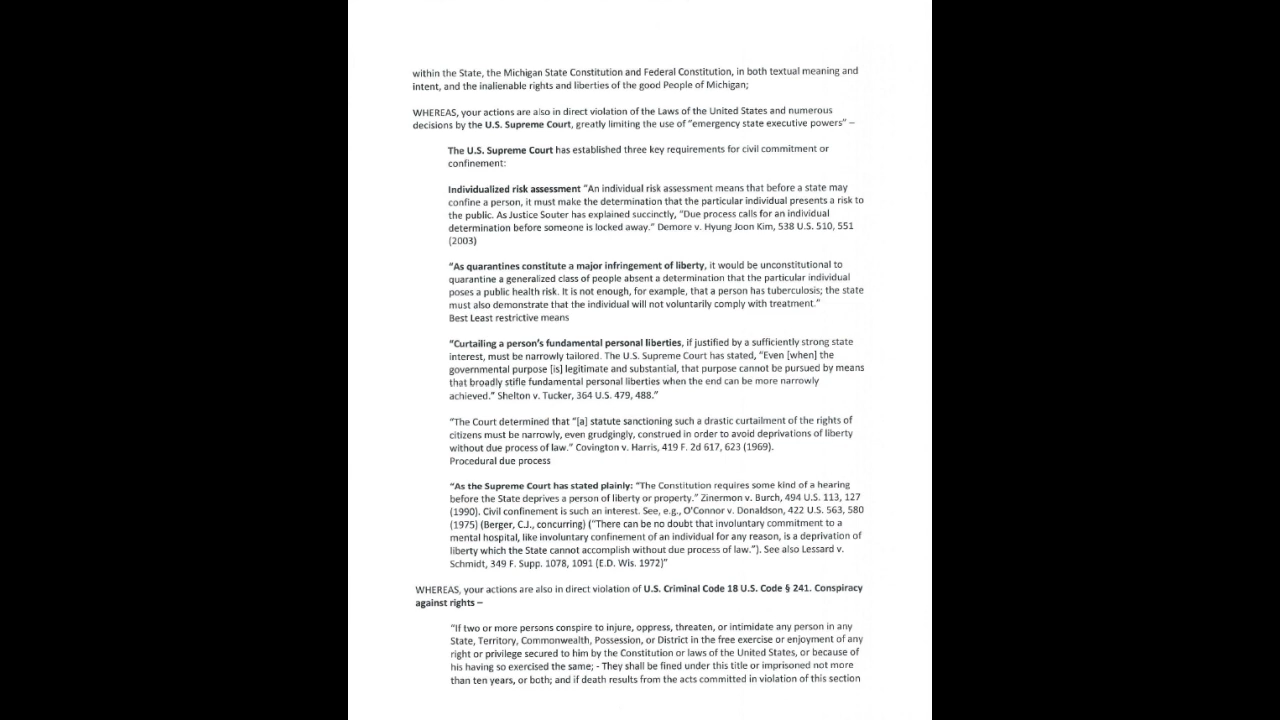 within the State, the Michigan State Constitution and Federal Constitution, in both textual meaning and
intent, and the inalienable rights and liberties of the good People of Michigan;
WHEREAS, your actions are also in direct violation of the Laws of the United States and numerous
decisions by the U.S. Supreme Court, greatly limiting the use of "emergency state executive powers" –
The U.S. Supreme Court has established three key requirements for civil commitment or
confinement:
Individualized risk assessment "An individual risk assessment means that before a state may
confine a person, it must make the determination that the particular individual presents a risk to
the public. As Justice Souter has explained succinctly, "Due process calls for an individual
determination before someone is locked away." Demore v. Hyung Joon Kim, 538 U.S. 510, 551
(2003)
"As quarantines constitute a major infringement of liberty, it would be unconstitutional to
quarantine a generalized class of people absent a determination that the particular individual
poses a public health risk. It is not enough, for example, that a person has tuberculosis; the state
must also demonstrate that the individual will not voluntarily comply with treatment."
Best Least restrictive means
"Curtailing a person's fundamental personal liberties, if justified by a sufficiently strong state
interest, must be narrowly tailored. The U.S. Supreme Court has stated, "Even [when] the
governmental purpose [is] legitimate and substantial, that purpose cannot be pursued by means
that broadly stifle fundamental personal liberties when the end can be more narrowly
achieved." Shelton v. Tucker, 364 U.S. 479, 488."
"The Court determined that "[a] statute sanctioning such a drastic curtailment of the rights of
citizens must be narrowly, even grudgingly, construed in order to avoid deprivations of liberty
without due process of law." Covington v. Harris, 419 F. 2d 617, 623 (1969).
Procedural due process
"As the Supreme Court has stated plainly: "The Constitution requires some kind of a hearing
before the State deprives a person of liberty or property." Zinermon v. Burch, 494 U.S. 113, 127
(1990). Civil confinement is such an interest. See, e.g., O'Connor v. Donaldson, 422 U.S. 563, 580
(1975) (Berger, C.J., concurring) ("There can be no doubt that involuntary commitment to a
mental hospital, like involuntary confinement of an individual for any reason, is a deprivation of
liberty which the State cannot accomplish without due process of law."). See also Lessard v.
Schmidt, 349 F. Supp. 1078, 1091 (E.D. Wis. 1972)"
WHEREAS, your actions are also in direct violation of U.S. Criminal Code 18 U.S. Code § 241. Conspiracy
against rights –
"If two or more persons conspire to injure, oppress, threaten, or intimidate any person in any
State, Territory, Commonwealth, Possession, or District in the free exercise or enjoyment of any
right or privilege secured to him by the Constitution or laws of the United States, or because of
his having so exercised the same; - They shall be fined under this title or imprisoned not more
than ten years, or both; and if death results from the acts committed in violation of this section